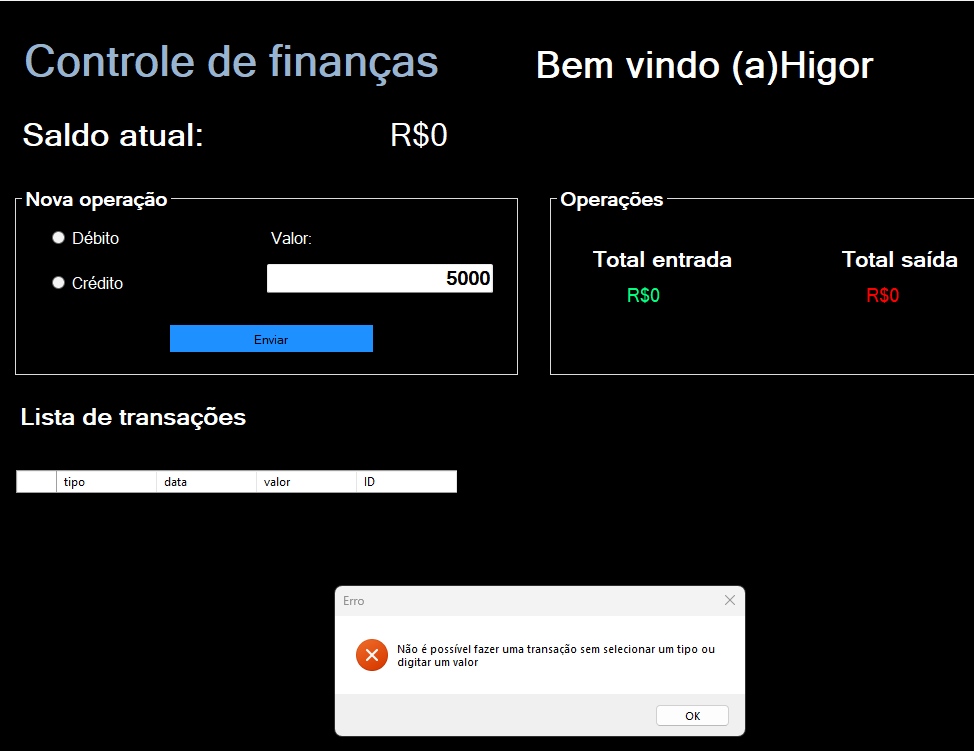 Controle de finanças
Bem vindo (a)Higor
Saldo atual:
R$0
Nova operação
Débito
Valor:
Crédito
5000
Enviar
Operações
Total entrada
Total saída
R$0
R$0
Lista de transações
tipo data valor ID
Erro
Não é possível fazer uma transação sem selecionar um tipo ou
digitar um valor
OK